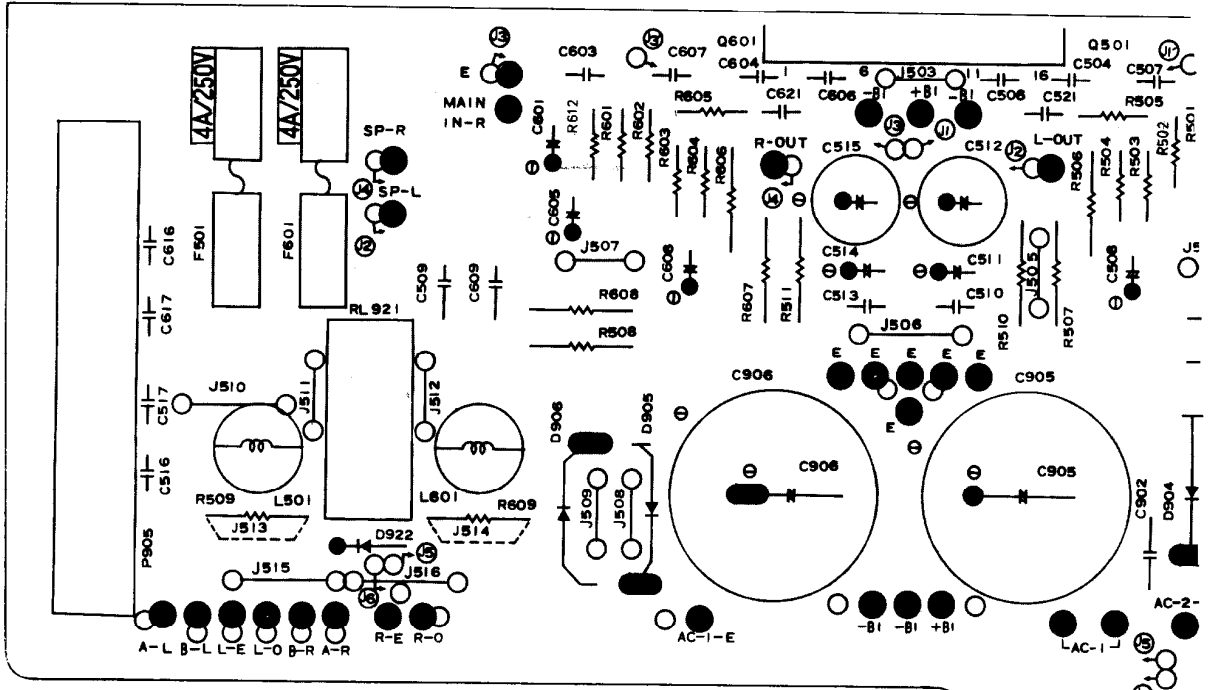 J3
C603
J3
C607
Q601
Q501
J1
4A/250V
4A/250V
E
C604
1
6
J503
11
16
C504
C507
C606
-B1
+B1
-B1
C506
MAIN
IN-R
C601
R612
R601
R602
R605
C621
C521
R505
R501
SP-R
R603
R604
R606
R-OUT
J3
J1
C515
C512
L-OUT
J2
R506
R504
R503
R502
J4
SP-L
J4
J2
C605
C616
F501
F601
J507
C608
C514
C511
J505
C508
C509
C609
R607
R511
C513
C510
R510
R507
C617
RL921
R608
R508
J506
E
E
E
E
E
C906
C905
J510
J511
J512
C517
D906
D905
E
C906
C905
C516
R509
L501
L601
R609
J509
J508
C902
D904
J513
J514
P905
D922
J5
J515
J516
J6
A-L
B-L
L-E
L-O
B-R
A-R
R-E
R-O
AC-1-E
-B1
-B1
+B1
AC-1
AC-2-
J5